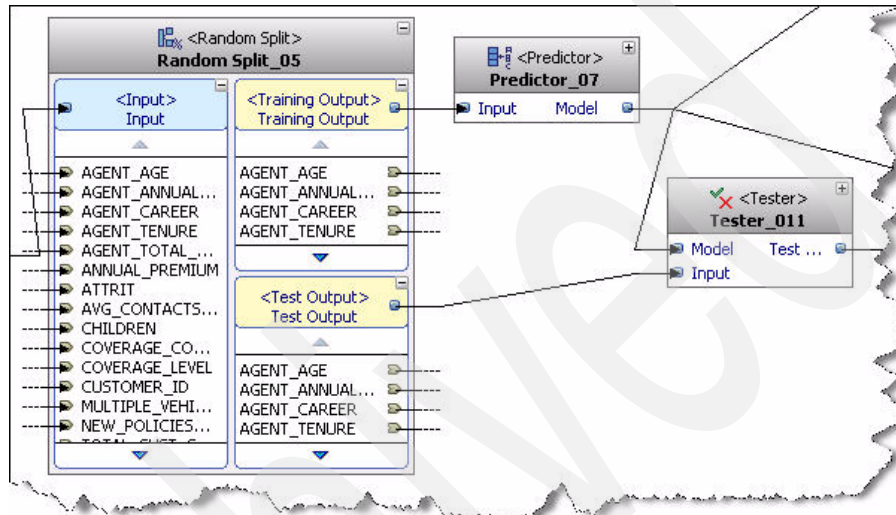 <Random Split>
Random Split_05
<Input>
Input
AGENT_AGE
AGENT_ANNUAL...
AGENT_CAREER
AGENT_TENURE
AGENT_TOTAL_...
ANNUAL_PREMIUM
ATTRIT
AVG_CONTACTS...
CHILDREN
COVERAGE_CO...
COVERAGE_LEVEL
CUSTOMER_ID
MULTIPLE_VEHI...
NEW_POLICIES...
<Training Output>
Training Output
AGENT_AGE
AGENT_ANNUAL...
AGENT_CAREER
AGENT_TENURE
<Test Output>
Test Output
AGENT_AGE
AGENT_ANNUAL...
AGENT_CAREER
AGENT_TENURE
<Predictor>
Predictor_07
Input Model
<Tester>
Tester_011
Model Test ...
Input